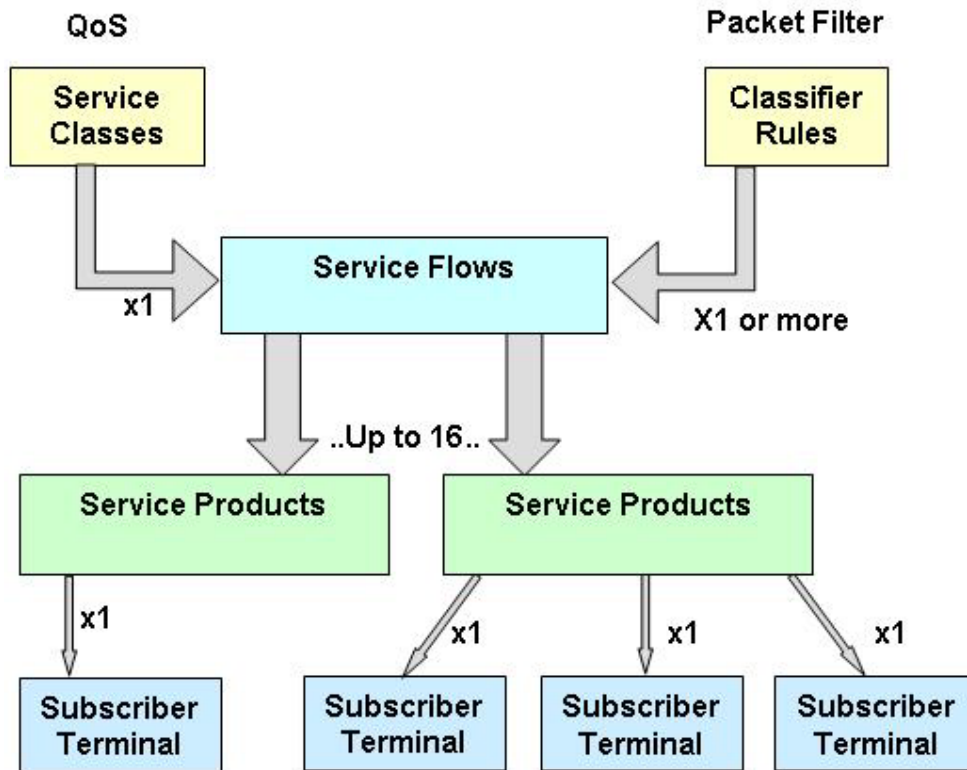 QoS
Packet Filter
Service
Classes
Classifier
Rules
Service Flows
x1
X1 or more
..Up to 16..
Service Products
Service Products
x1
x1
x1
x1
Subscriber
Terminal
Subscriber
Terminal
Subscriber
Terminal
Subscriber
Terminal